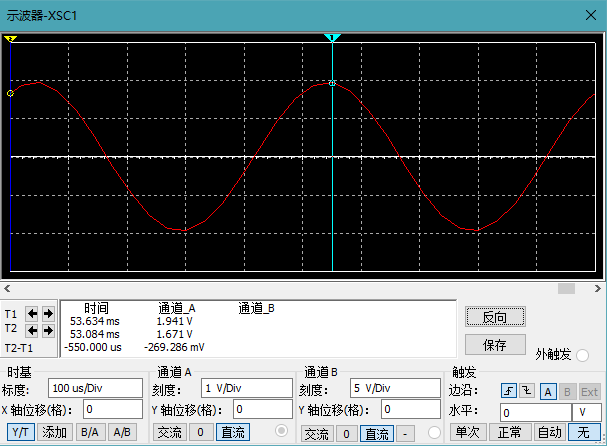 示波器-XSC1
2
1
时间 通道_A 通道_B
T1 53.634 ms 1.941 V
T2 53.084 ms 1.671 V
T2-T1 -550.000 us -269.286 mV
反向
保存
外触发
时基 通道A 通道B 触发
标度: 100 us/Div 刻度: 1 V/Div 刻度: 5 V/Div 边沿: A B Ext
X 轴位移(格): 0 Y 轴位移(格): 0 Y 轴位移(格): 0 水平: 0 V
Y/T 添加 B/A A/B 交流 0 直流 交流 0 直流 - 单次 正常 自动 无